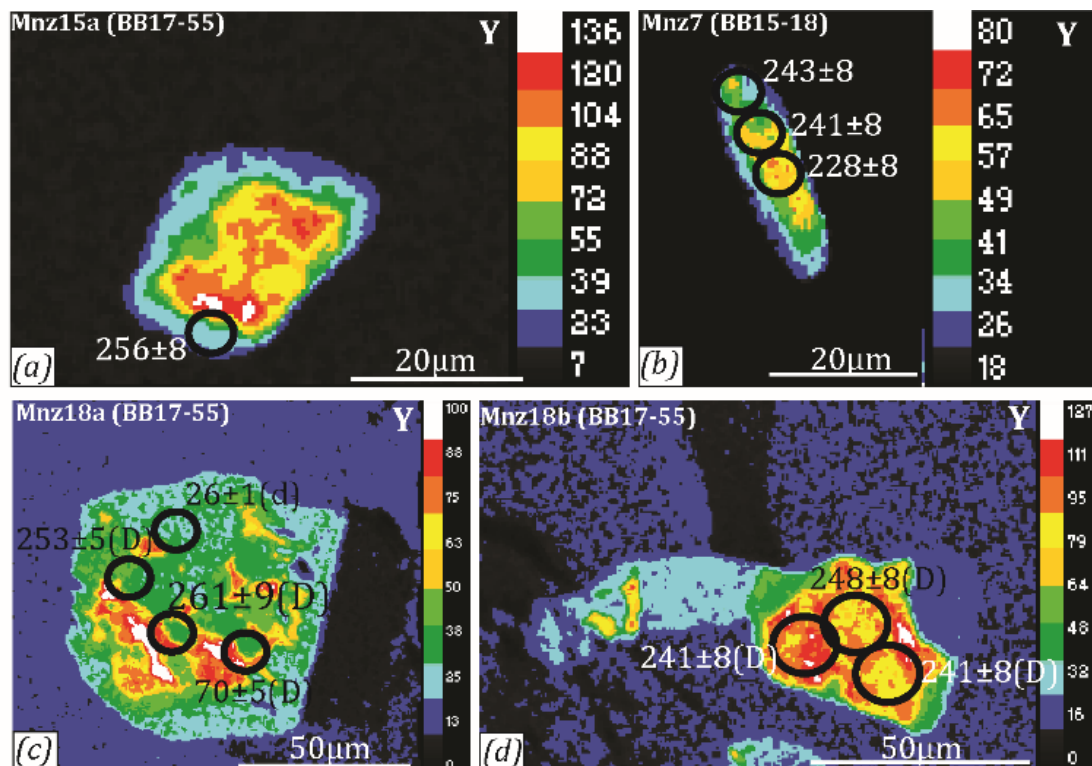 Mnz15a (BB17-55)
Y
136
120
104
88
72
55
39
23
7
256±8
(a)
20µm
Mnz7 (BB15-18)
Y
80
72
65
57
49
41
34
26
18
243±8
241±8
228±8
(b)
20µm
Mnz18a (BB17-55)
Y
100
88
75
63
50
38
25
13
0
26±1(d)
253±5(D)
261±9(D)
70±5(D)
(c)
50µm
Mnz18b (BB17-55)
Y
127
111
95
79
64
48
32
16
0
248±8(D)
241±8(D)
241±8(D)
(d)
50µm